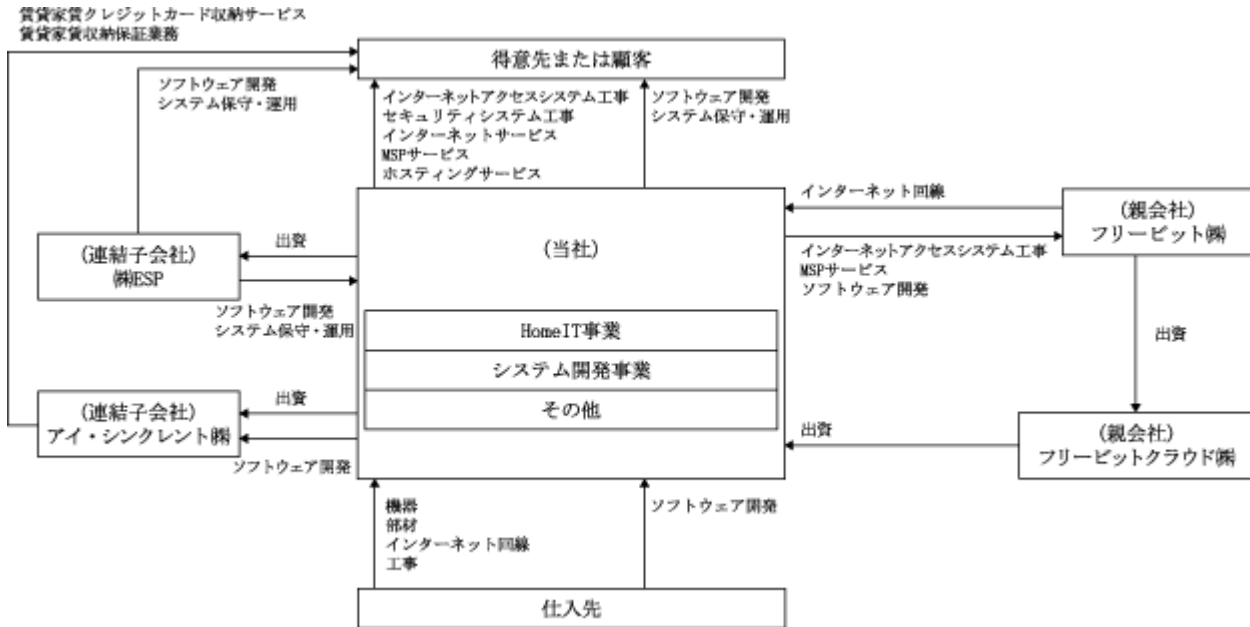 賃貸家賃クレジットカード収納サービス
賃貸家賃収納保証業務
得意先または顧客
ソフトウェア開発
システム保守・運用
インターネットアクセスシステム工事
セキュリティシステム工事
インターネットサービス
MSPサービス
ホスティングサービス
ソフトウェア開発
システム保守・運用
インターネット回線
(親会社)
フリービット㈱
(連結子会社)
㈱ESP
出資
(当社)
インターネットアクセスシステム工事
MSPサービス
ソフトウェア開発
ソフトウェア開発
システム保守・運用
HomeIT事業
システム開発事業
その他
出資
(連結子会社)
アイ・シンクレント㈱
出資
ソフトウェア開発
出資
(親会社)
フリービットクラウド㈱
機器
部材
インターネット回線
工事
ソフトウェア開発
仕入先